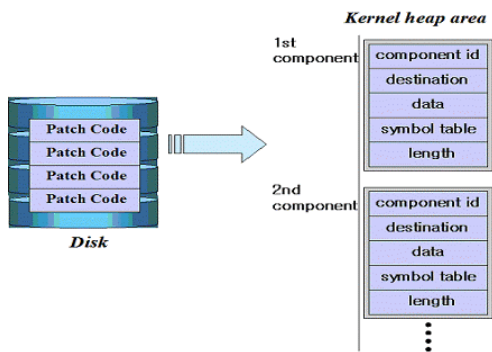 Kernel heap area
1st
component
component id
destination
data
symbol table
length
Patch Code
Patch Code
Patch Code
Patch Code
Disk
2nd
component
component id
destination
data
symbol table
length